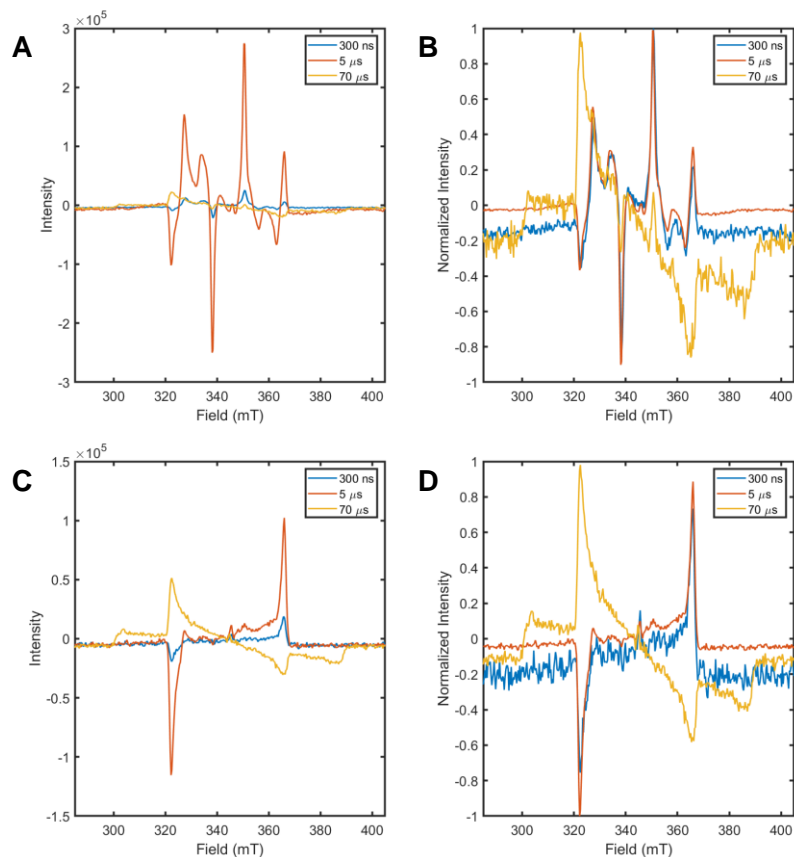 A
×10⁵
3
2
1
0
-1
-2
-3
Intensity
300 320 340 360 380 400
Field (mT)
300 ns
5 μs
70 μs
B
1
0.8
0.6
0.4
0.2
0
-0.2
-0.4
-0.6
-0.8
-1
Normalized Intensity
300 320 340 360 380 400
Field (mT)
300 ns
5 μs
70 μs
C
×10⁵
1.5
1
0.5
0
-0.5
-1
-1.5
Intensity
300 320 340 360 380 400
Field (mT)
300 ns
5 μs
70 μs
D
1
0.8
0.6
0.4
0.2
0
-0.2
-0.4
-0.6
-0.8
-1
Normalized Intensity
300 320 340 360 380 400
Field (mT)
300 ns
5 μs
70 μs